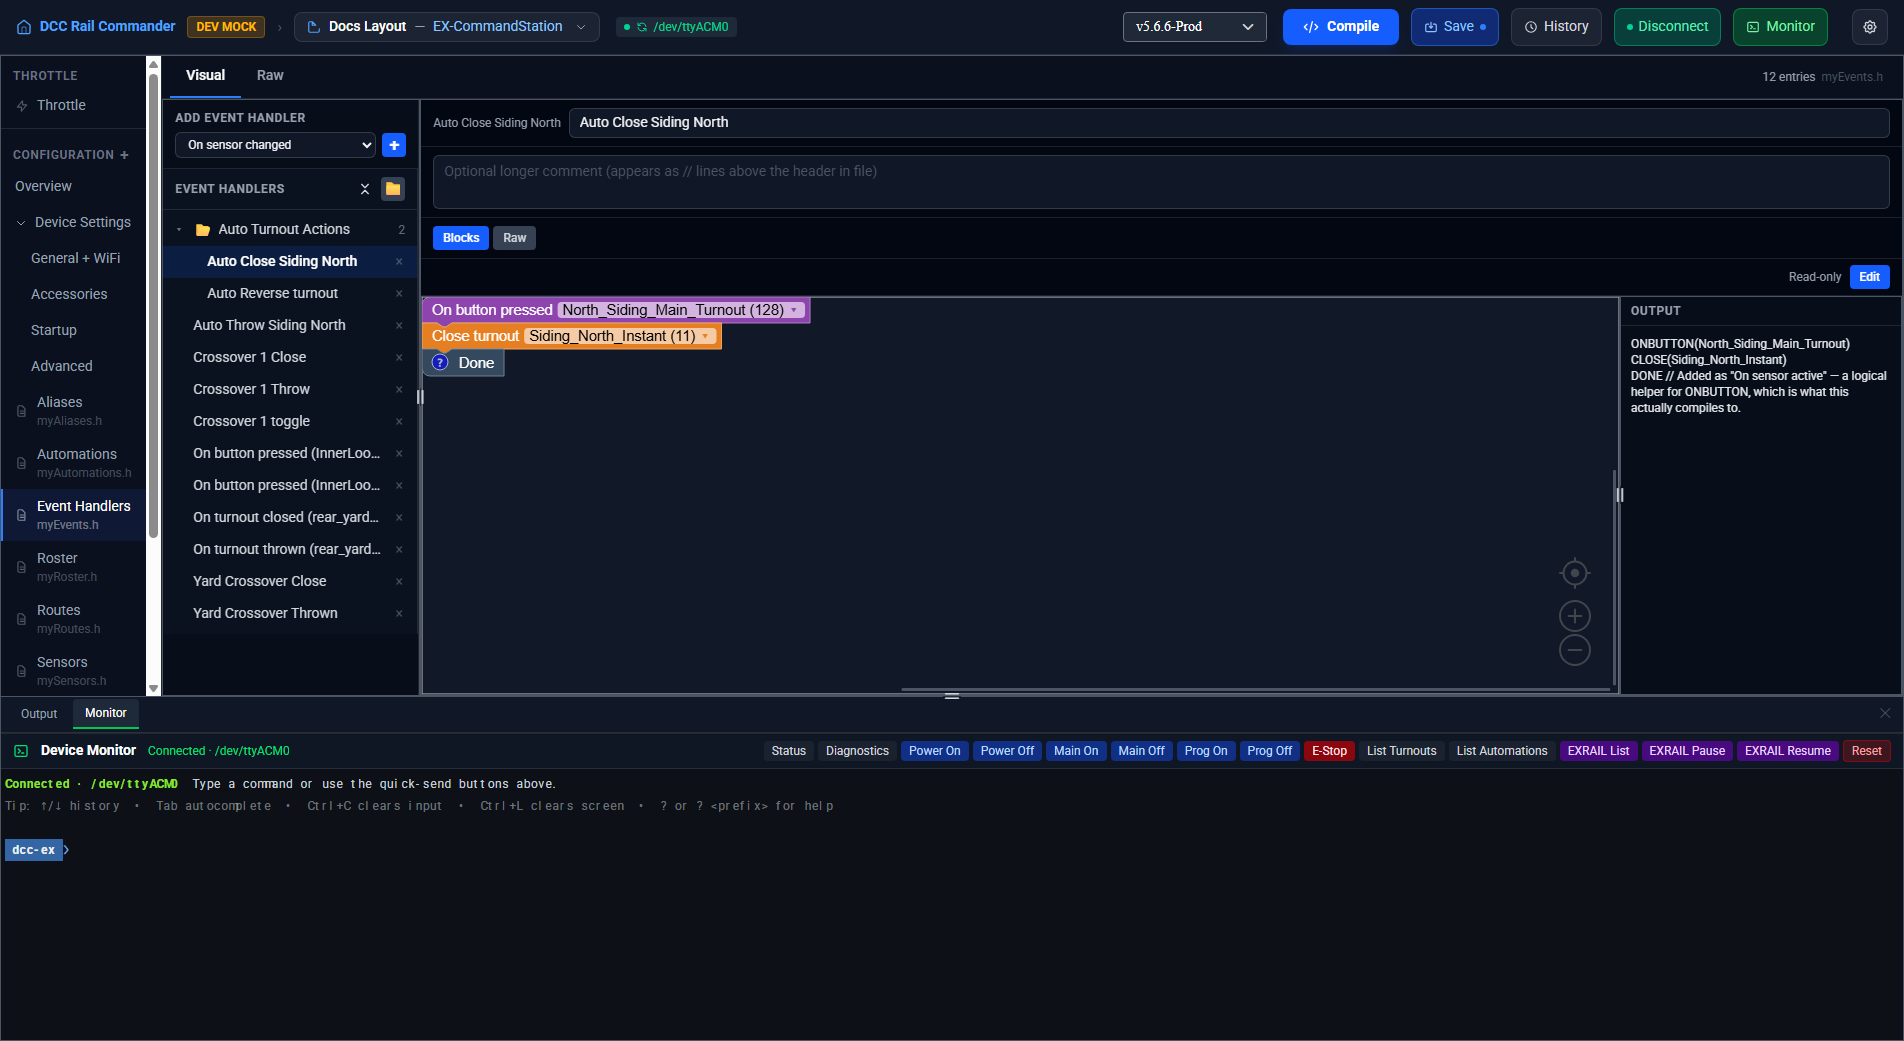 DCC Rail Commander DEV MOCK › Docs Layout — EX-CommandStation /dev/ttyACM0 v5.6.6-Prod </> Compile Save History Disconnect Monitor
THROTTLE
Throttle
CONFIGURATION +
Overview
Device Settings
General + WiFi
Accessories
Startup
Advanced
Aliases
myAliases.h
Automations
myAutomations.h
Event Handlers
myEvents.h
Roster
myRoster.h
Routes
myRoutes.h
Sensors
mySensors.h
Visual Raw 12 entries myEvents.h
ADD EVENT HANDLER
On sensor changed +
EVENT HANDLERS
Auto Turnout Actions 2
Auto Close Siding North ×
Auto Reverse turnout ×
Auto Throw Siding North ×
Crossover 1 Close ×
Crossover 1 Throw ×
Crossover 1 toggle ×
On button pressed (InnerLoo... ×
On button pressed (InnerLoo... ×
On turnout closed (rear_yard... ×
On turnout thrown (rear_yard... ×
Yard Crossover Close ×
Yard Crossover Thrown ×
Auto Close Siding North Auto Close Siding North
Optional longer comment (appears as // lines above the header in file)
Blocks Raw
Read-only Edit
On button pressed North_Siding_Main_Turnout (128)
Close turnout Siding_North_Instant (11)
? Done
OUTPUT
ONBUTTON(North_Siding_Main_Turnout)
CLOSE(Siding_North_Instant)
DONE // Added as "On sensor active" — a logical
helper for ONBUTTON, which is what this
actually compiles to.
Output Monitor
Device Monitor Connected · /dev/ttyACM0 Status Diagnostics Power On Power Off Main On Main Off Prog On Prog Off E-Stop List Turnouts List Automations EXRAIL List EXRAIL Pause EXRAIL Resume Reset
Connected · /dev/ttyACM0 Type a command or use the quick-send buttons above.
Tip: ↑/↓ history • Tab autocomplete • Ctrl+C clears input • Ctrl+L clears screen • ? or ? <prefix> for help
dcc-ex ›